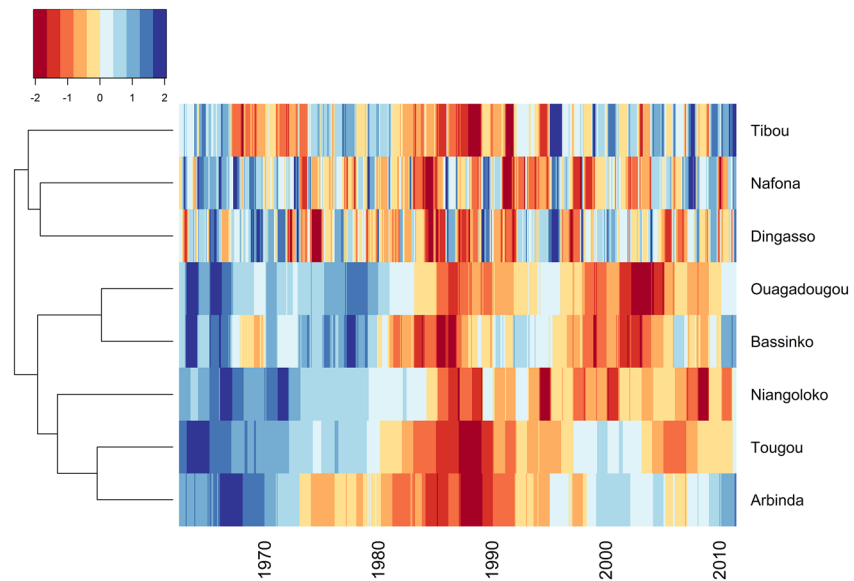 -2 -1 0 1 2
Tibou
Nafona
Dingasso
Ouagadougou
Bassinko
Niangoloko
Tougou
Arbinda
1970 1980 1990 2000 2010